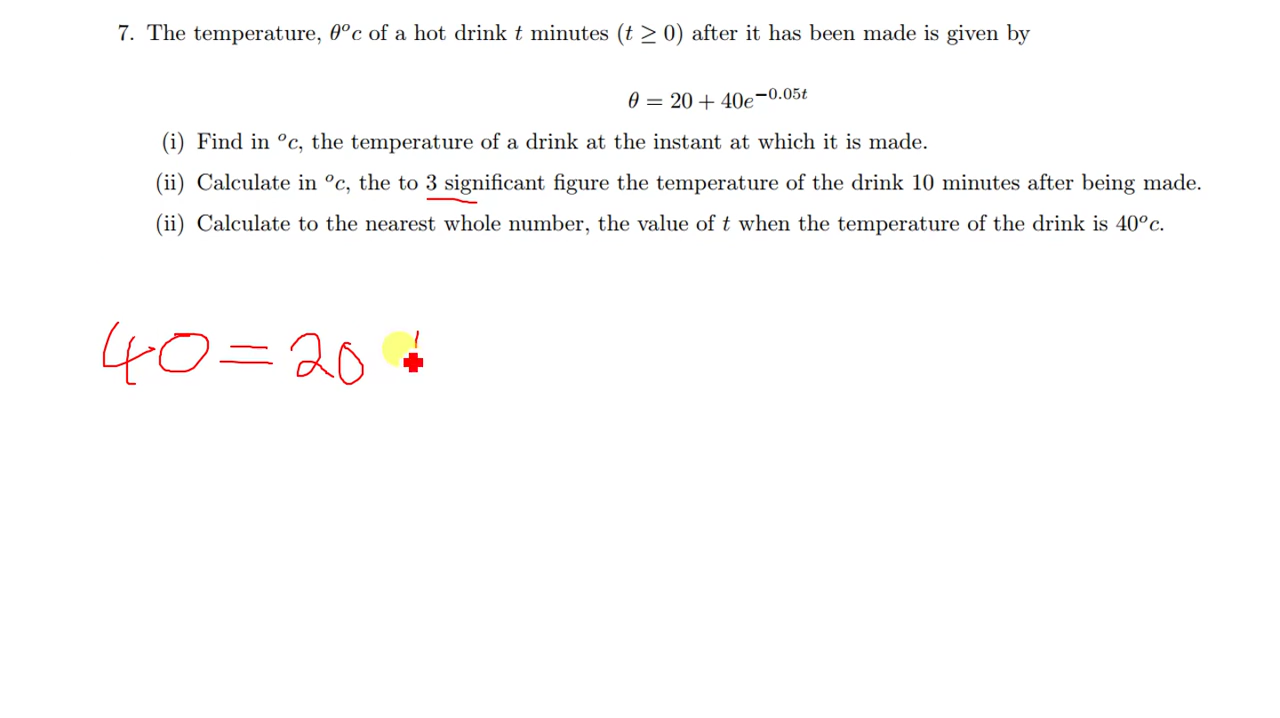 7. The temperature, θ°c of a hot drink t minutes (t ≥ 0) after it has been made is given by
θ = 20 + 40e^−0.05t
(i) Find in °c, the temperature of a drink at the instant at which it is made.
(ii) Calculate in °c, the to 3 significant figure the temperature of the drink 10 minutes after being made.
(ii) Calculate to the nearest whole number, the value of t when the temperature of the drink is 40°c.
40 = 20